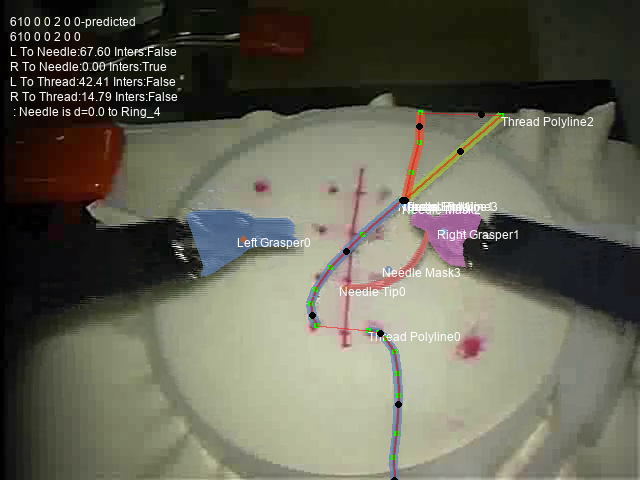 610 0 0 2 0 0-predicted
610 0 0 2 0 0
L To Needle:67.60 Inters:False
R To Needle:0.00 Inters:True
L To Thread:42.41 Inters:False
R To Thread:14.79 Inters:False
: Needle is d=0.0 to Ring_4
Thread Polyline2
Right Grasper1
Left Grasper0
Needle Mask3
Needle Tip0
Thread Polyline0